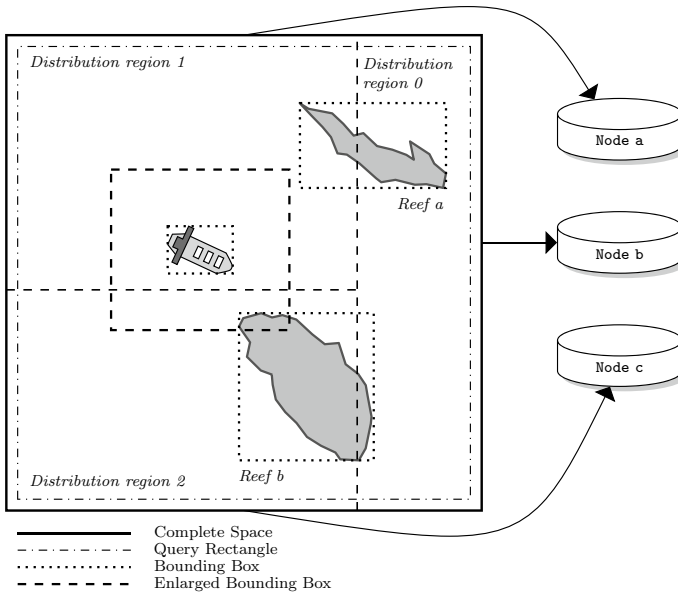 Distribution region 1
Distribution
region 0
Node a
Reef a
Node b
Node c
Distribution region 2
Reef b
Complete Space
Query Rectangle
Bounding Box
Enlarged Bounding Box